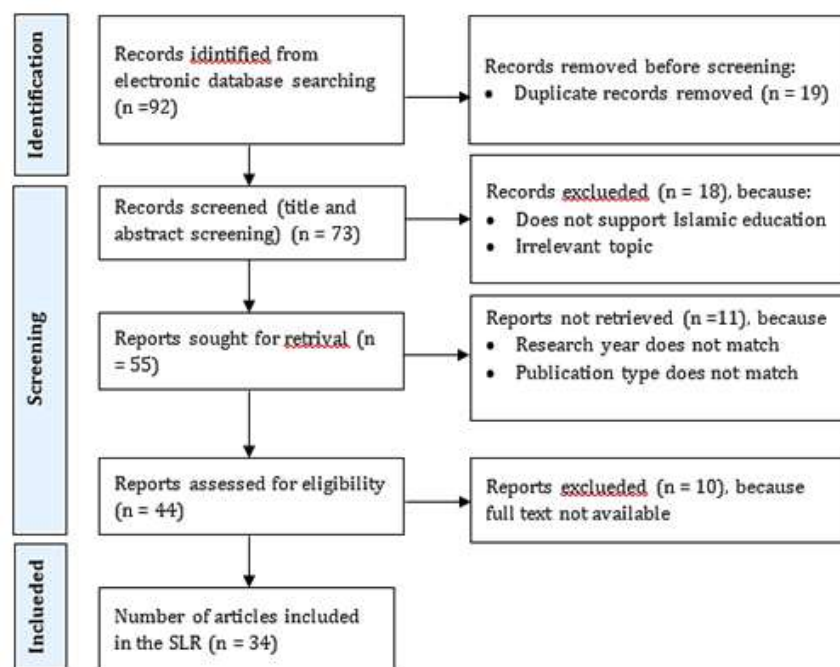 Identification
Records idintified from
electronic database searching
(n =92)
Records removed before screening:
• Duplicate records removed (n = 19)
Screening
Records screened (title and
abstract screening) (n = 73)
Records exclueded (n = 18), because:
• Does not support Islamic education
• Irrelevant topic
Reports sought for retrival (n
= 55)
Reports not retrieved (n =11), because
• Research year does not match
• Publication type does not match
Reports assessed for eligibility
(n = 44)
Reports exclueded (n = 10), because
full text not available
Inclueded
Number of articles included
in the SLR (n = 34)